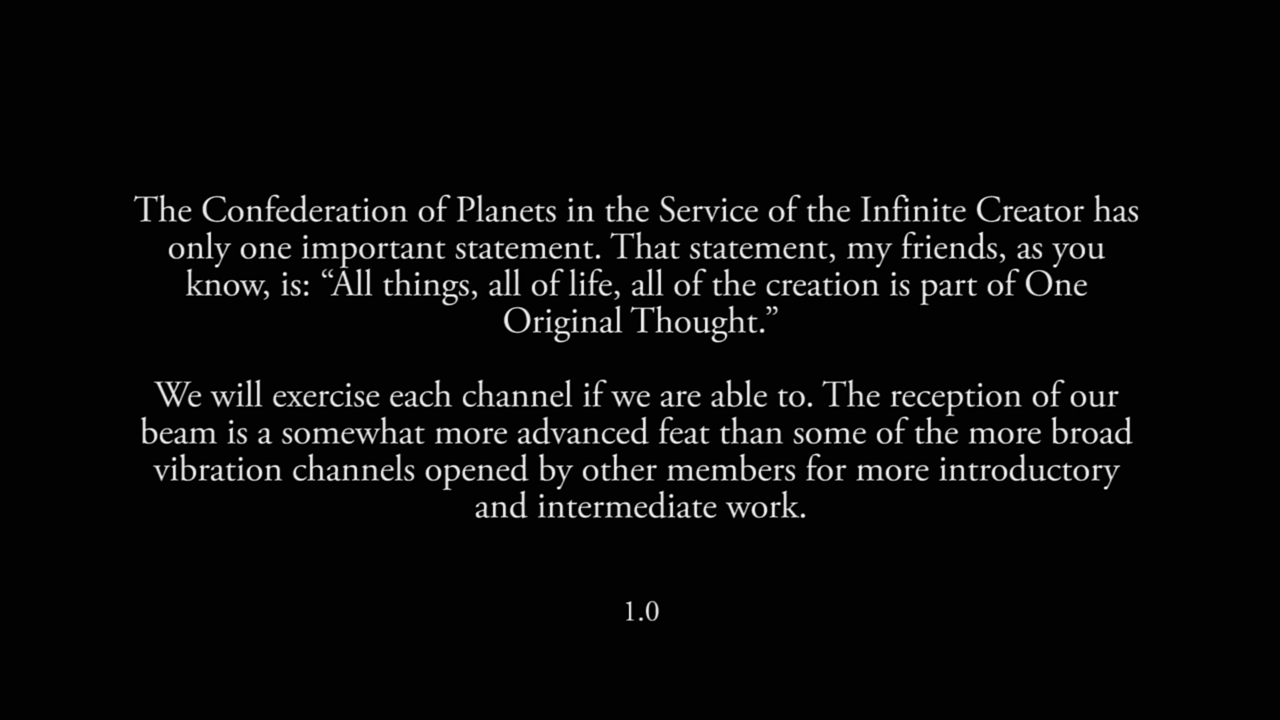 The Confederation of Planets in the Service of the Infinite Creator has
only one important statement. That statement, my friends, as you
know, is: “All things, all of life, all of the creation is part of One
Original Thought.”
We will exercise each channel if we are able to. The reception of our
beam is a somewhat more advanced feat than some of the more broad
vibration channels opened by other members for more introductory
and intermediate work.
1.0